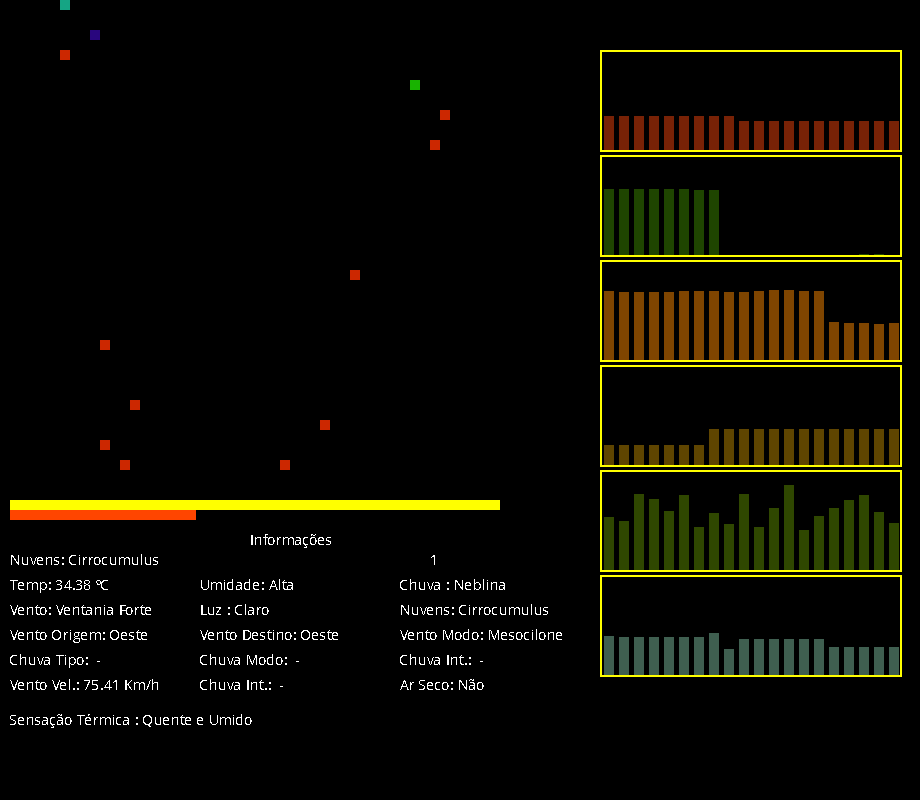 Informações
Nuvens: Cirrocumulus 1
Temp: 34.38 ºC Umidade: Alta Chuva : Neblina
Vento: Ventania Forte Luz : Claro Nuvens: Cirrocumulus
Vento Origem: Oeste Vento Destino: Oeste Vento Modo: Mesocilone
Chuva Tipo: - Chuva Modo: - Chuva Int.: -
Vento Vel.: 75.41 Km/h Chuva Int.: - Ar Seco: Não
Sensação Térmica : Quente e Umido